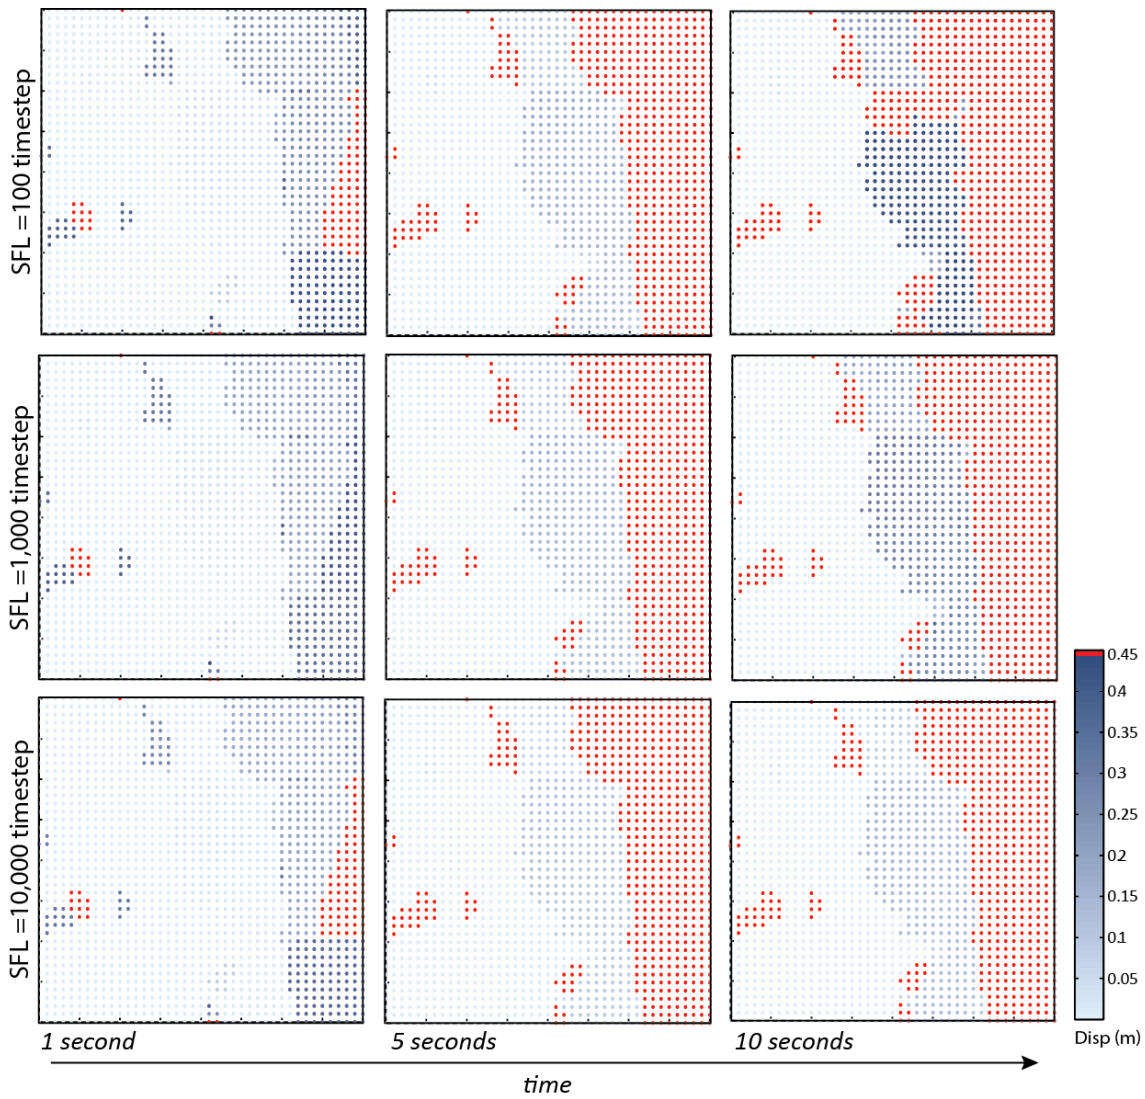 SFL =100 timestep
SFL =1,000 timestep
SFL =10,000 timestep
0.45
0.4
0.35
0.3
0.25
0.2
0.15
0.1
0.05
Disp (m)
1 second
5 seconds
10 seconds
time